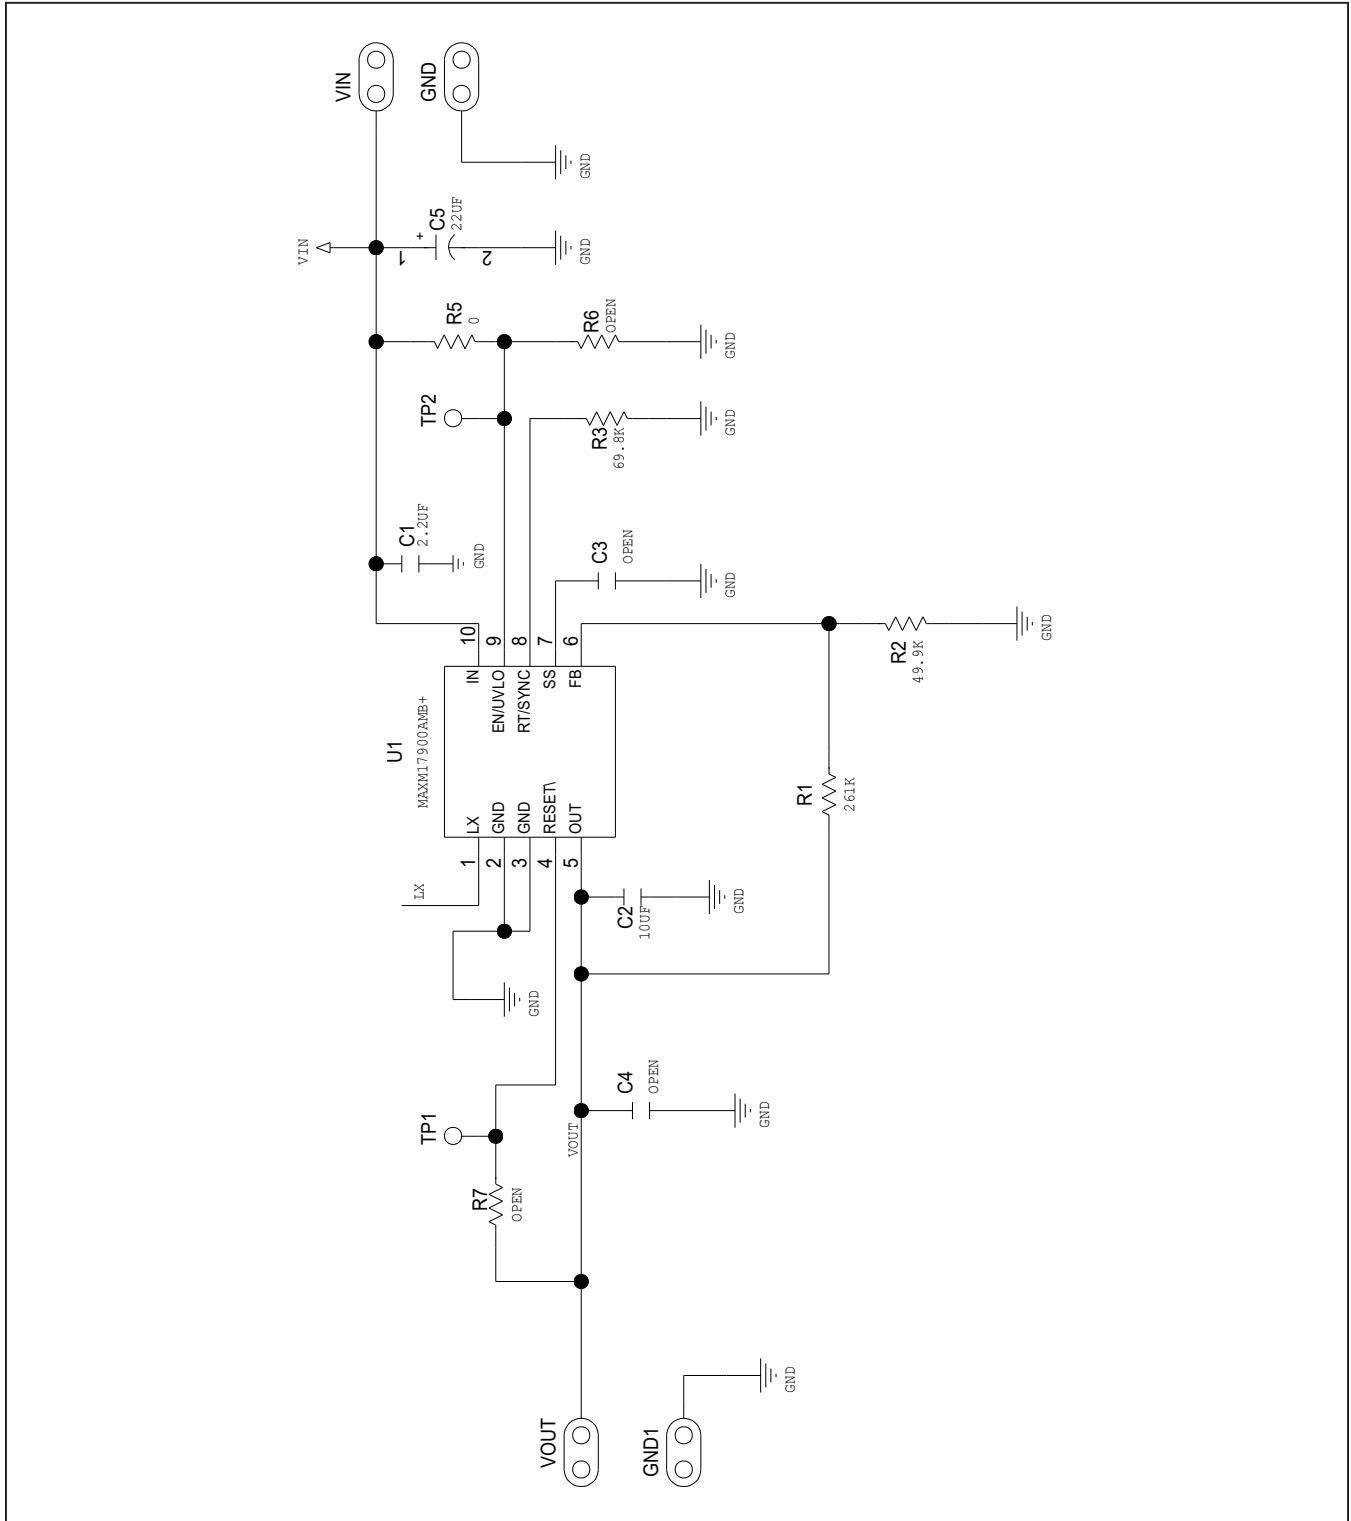 VIN
GND
GND
VIN
1
+
C5
22UF
2
GND
R5
0
R6
OPEN
GND
TP2
R3
69.8K
GND
C1
2.2UF
GND
C3
OPEN
GND
10
9
8
7
6
IN
EN/UVLO
RT/SYNC
SS
FB
R2
49.9K
GND
U1
MAXM17900AMB+
R1
261K
LX
GND
GND
RESET\
OUT
1
2
3
4
5
LX
C2
10UF
GND
GND
TP1
C4
OPEN
GND
VOUT
R7
OPEN
GND
VOUT
GND1